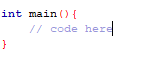 int main(){
    // code here
}